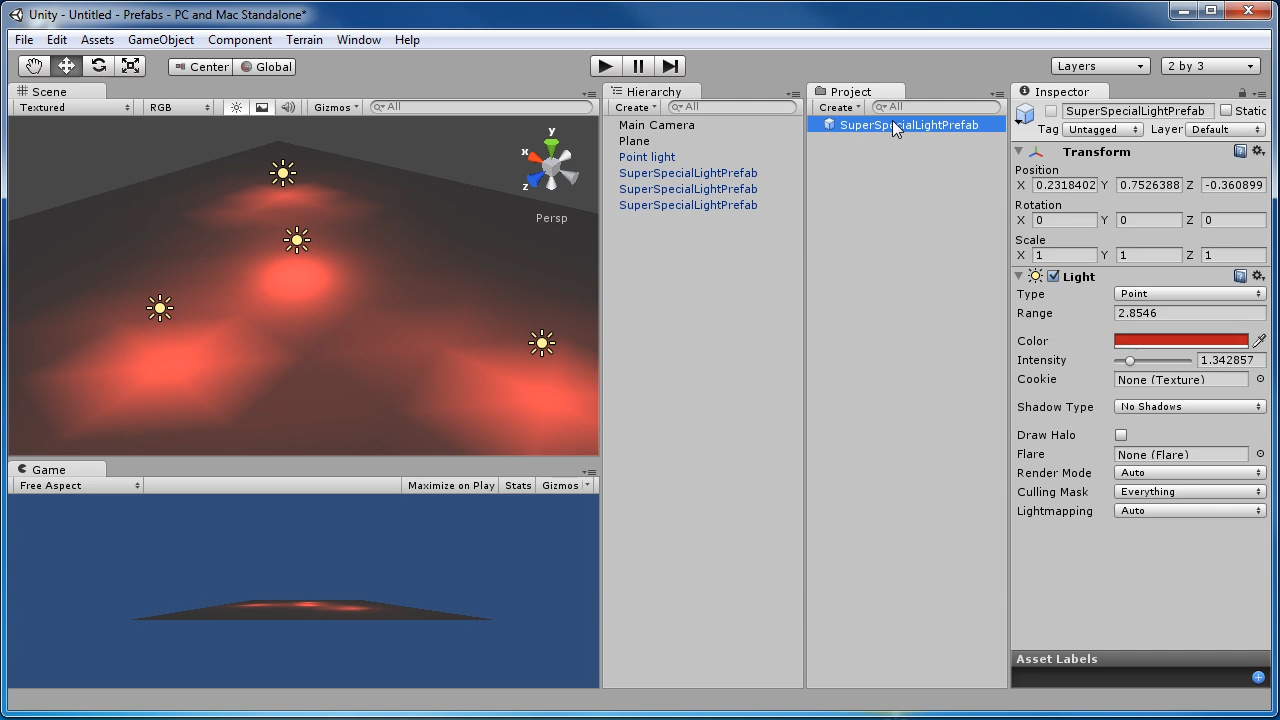 Unity - Untitled - Prefabs - PC and Mac Standalone*
File Edit Assets GameObject Component Terrain Window Help
Center Global Layers 2 by 3
Scene
Textured RGB Gizmos All
y
x
z
Persp
Game
Free Aspect Maximize on Play Stats Gizmos
Hierarchy
Create All
Main Camera
Plane
Point light
SuperSpecialLightPrefab
SuperSpecialLightPrefab
SuperSpecialLightPrefab
Project
Create All
SuperSpecialLightPrefab
Inspector
SuperSpecialLightPrefab Static
Tag Untagged Layer Default
Transform
Position
X 0.2318402 Y 0.7526388 Z -0.360899
Rotation
X 0 Y 0 Z 0
Scale
X 1 Y 1 Z 1
Light
Type Point
Range 2.8546
Color
Intensity 1.342857
Cookie None (Texture)
Shadow Type No Shadows
Draw Halo
Flare None (Flare)
Render Mode Auto
Culling Mask Everything
Lightmapping Auto
Asset Labels